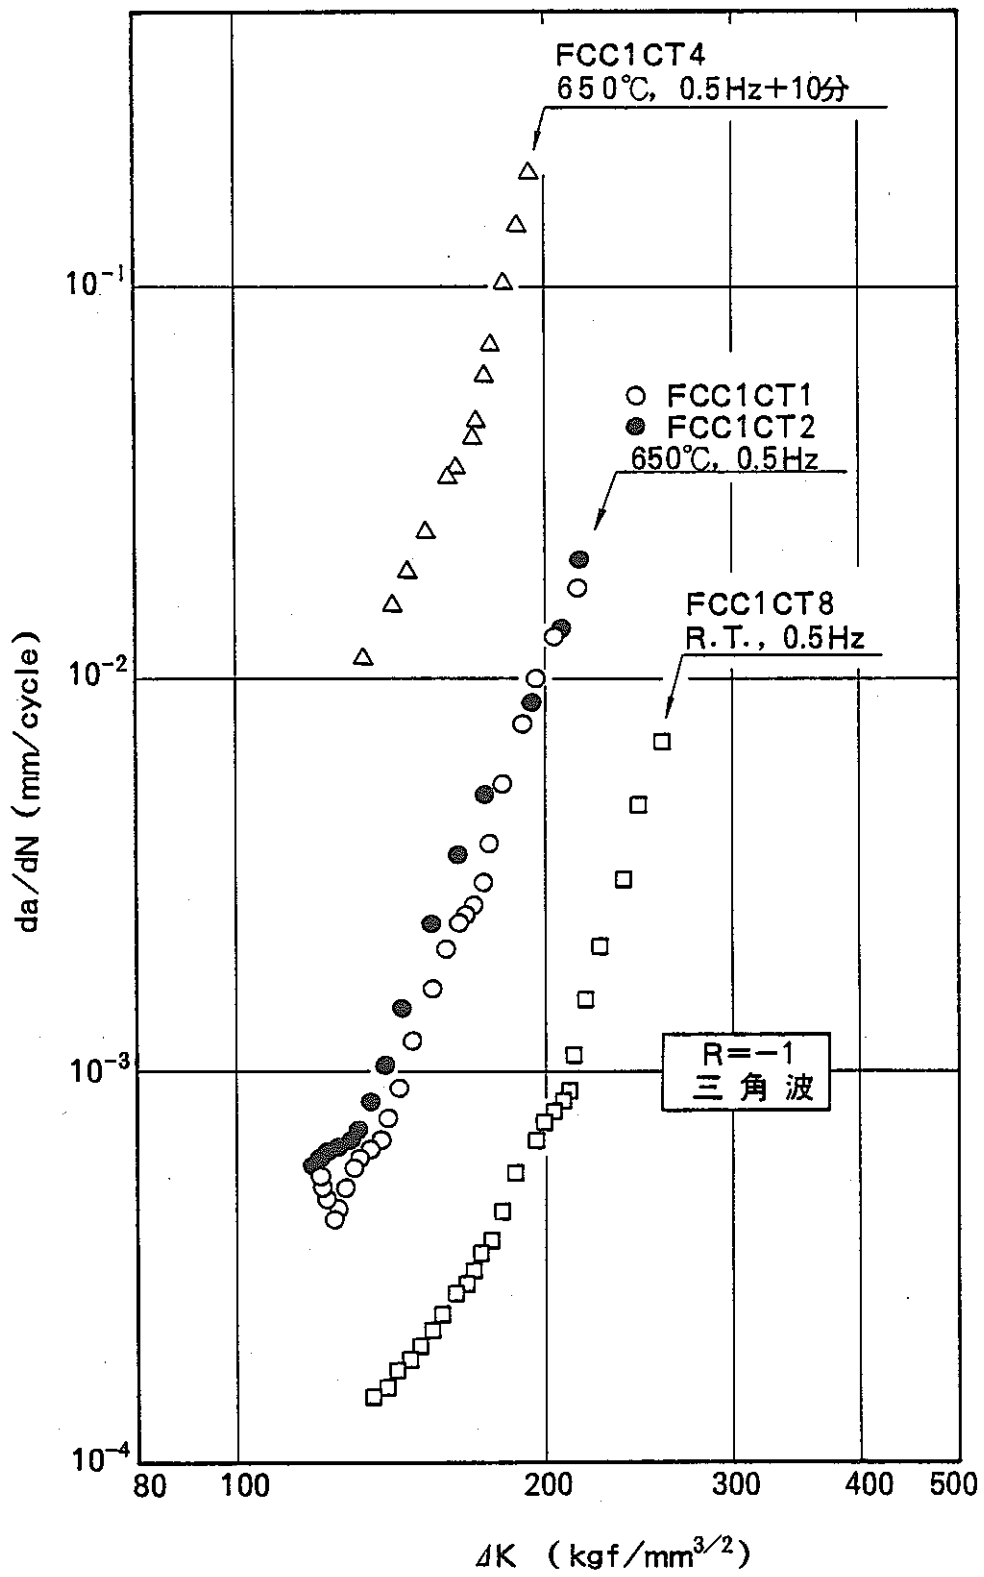 FCC1CT4
650℃, 0.5Hz+10分
10⁻¹
○ FCC1CT1
● FCC1CT2
650℃, 0.5Hz
FCC1CT8
R.T., 0.5Hz
10⁻²
da/dN (mm/cycle)
R=-1
三角波
10⁻³
10⁻⁴
80 100 200 300 400 500
ΔK (kgf/mm³ᐟ²)